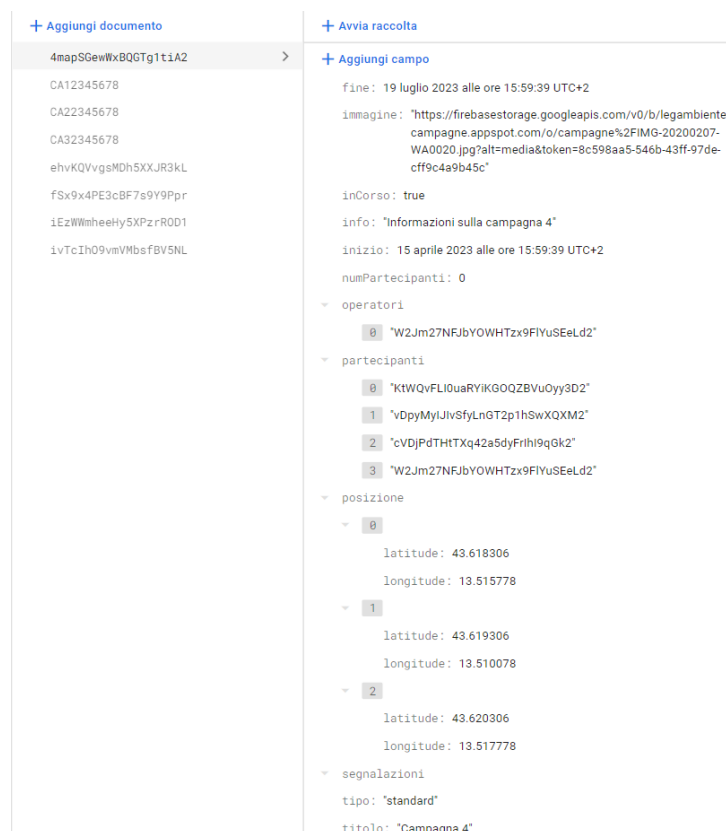 + Aggiungi documento
4mapSGewWxBQGTg1tiA2
CA12345678
CA22345678
CA32345678
ehvKQVvgsMDh5XXJR3kL
fSx9x4PE3cBF7s9Y9Ppr
iEzWWmheeHy5XPzrROD1
ivTcIhO9vmVMbsfBV5NL
+ Avvia raccolta
+ Aggiungi campo
fine: 19 luglio 2023 alle ore 15:59:39 UTC+2
immagine: "https://firebasestorage.googleapis.com/v0/b/legambiente
campagne.appspot.com/o/campagne%2FIMG-20200207-
WA0020.jpg?alt=media&token=8c598aa5-546b-43ff-97de-
cff9c4a9b45c"
inCorso: true
info: "Informazioni sulla campagna 4"
inizio: 15 aprile 2023 alle ore 15:59:39 UTC+2
numPartecipanti: 0
operatori
0 "W2Jm27NFJbYOWHTzx9FlYuSEeLd2"
partecipanti
0 "KtWQvFLI0uaRYiKGOQZBVuOyy3D2"
1 "vDpyMyIJIvSfyLnGT2p1hSwXQXM2"
2 "cVDjPdTHtTXq42a5dyFrIhI9qGk2"
3 "W2Jm27NFJbYOWHTzx9FlYuSEeLd2"
posizione
0
latitude: 43.618306
longitude: 13.515778
1
latitude: 43.619306
longitude: 13.510078
2
latitude: 43.620306
longitude: 13.517778
segnalazioni
tipo: "standard"
titolo: "Campagna 4"